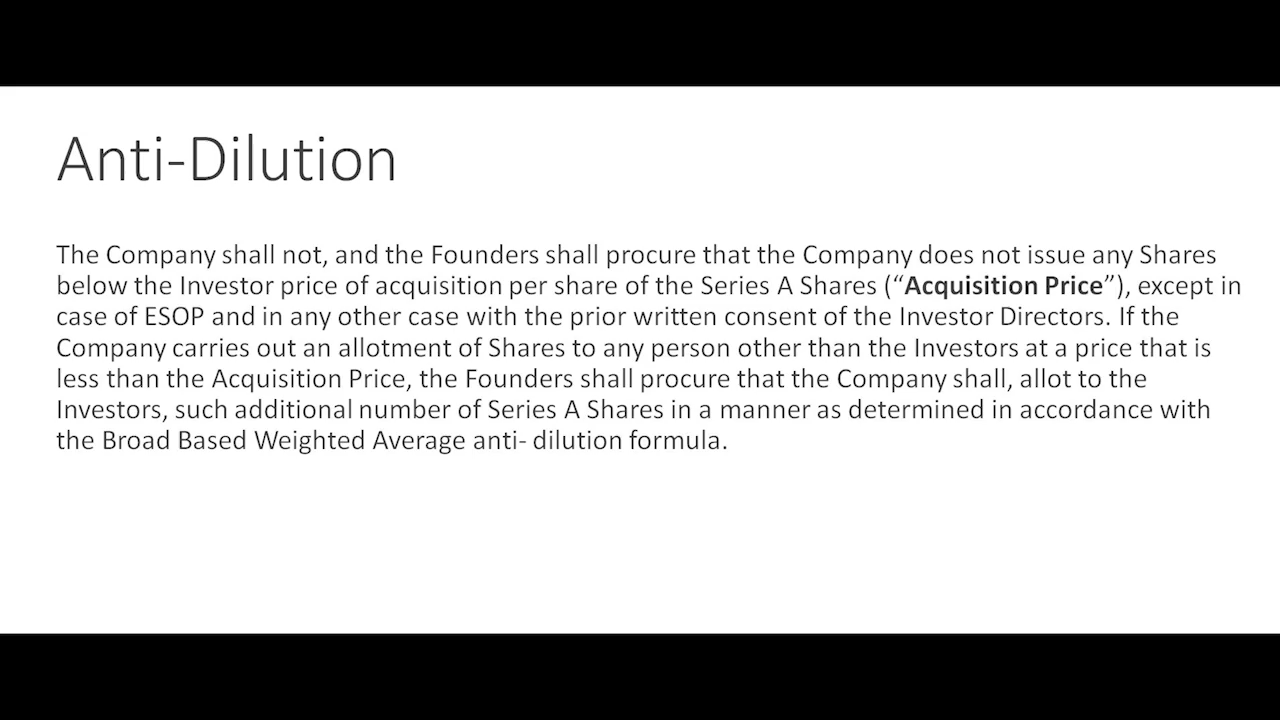 Anti-Dilution
The Company shall not, and the Founders shall procure that the Company does not issue any Shares
below the Investor price of acquisition per share of the Series A Shares (“Acquisition Price”), except in
case of ESOP and in any other case with the prior written consent of the Investor Directors. If the
Company carries out an allotment of Shares to any person other than the Investors at a price that is
less than the Acquisition Price, the Founders shall procure that the Company shall, allot to the
Investors, such additional number of Series A Shares in a manner as determined in accordance with
the Broad Based Weighted Average anti- dilution formula.